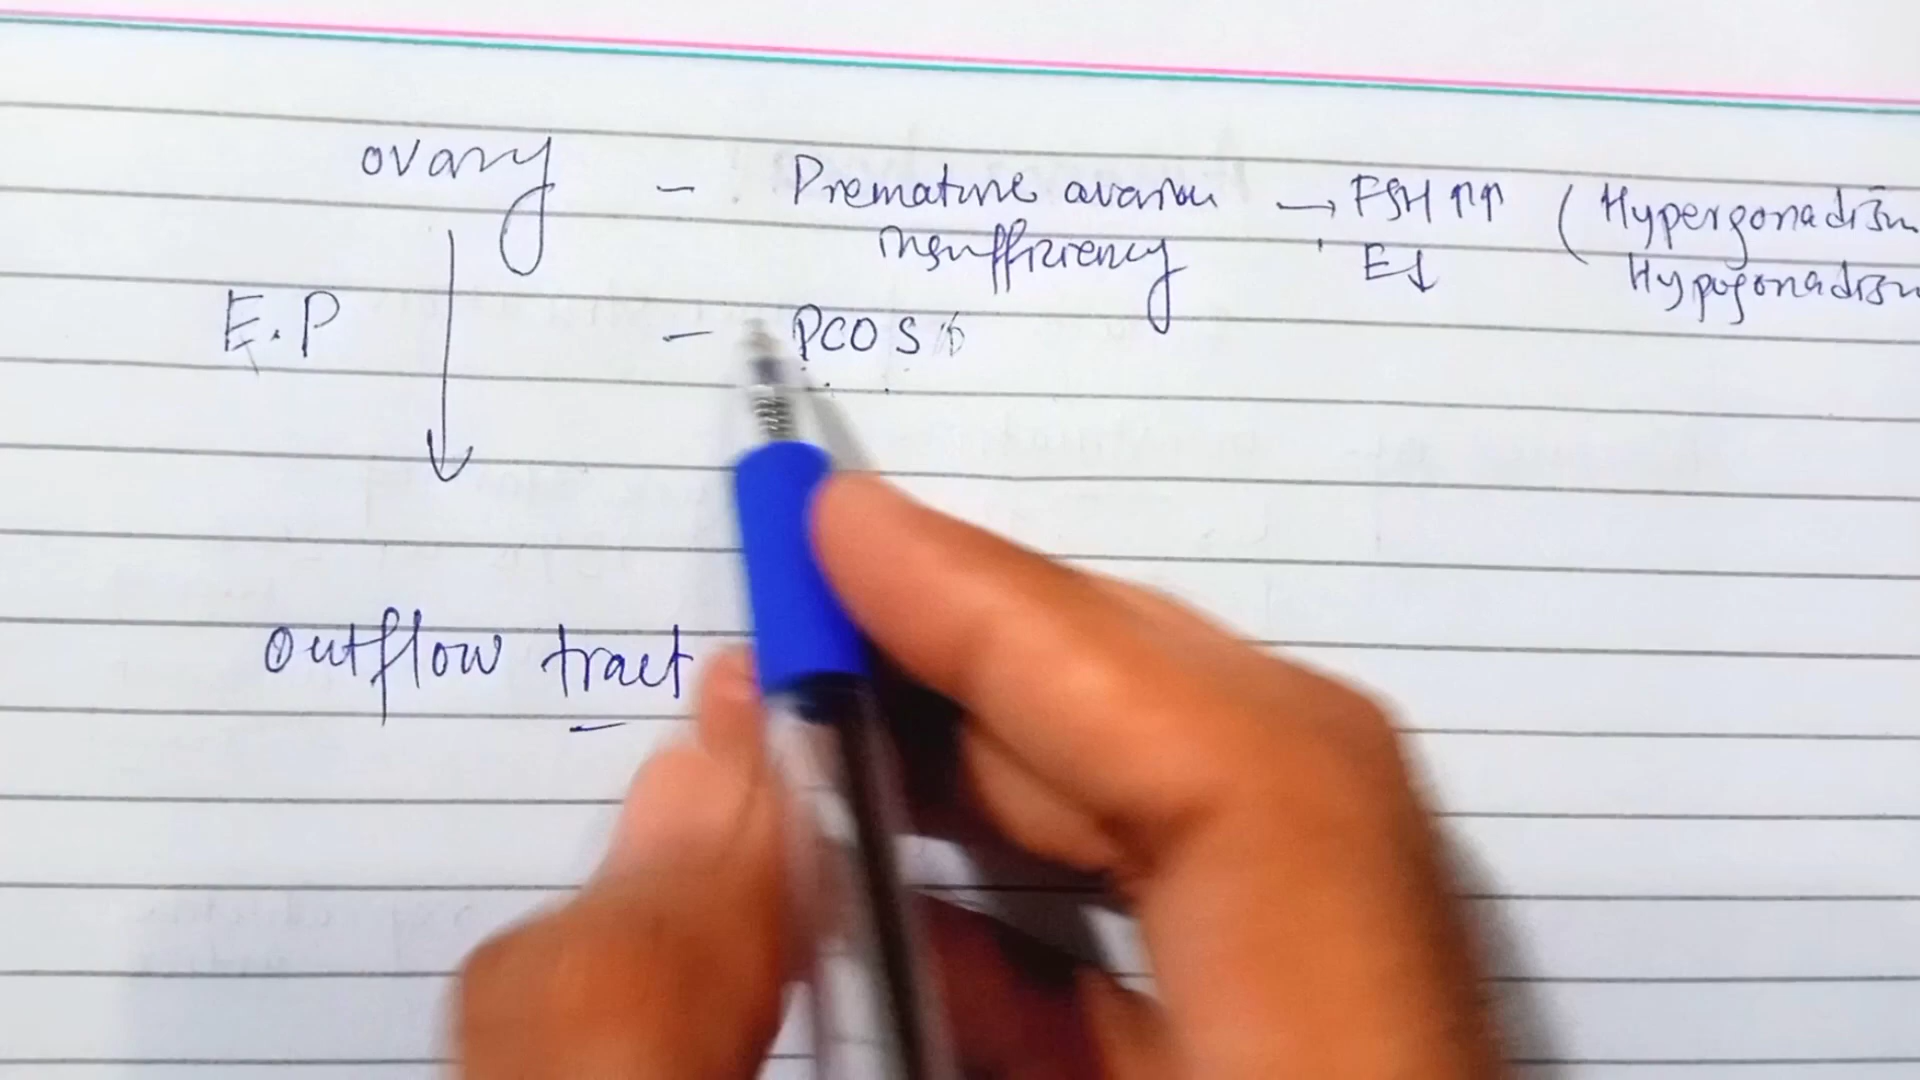 ovary - Premature ovarian → FSH ↑↑ (Hypergonadism
insufficiency E↓ Hypogonadism
E.P - PCOS
Outflow tract